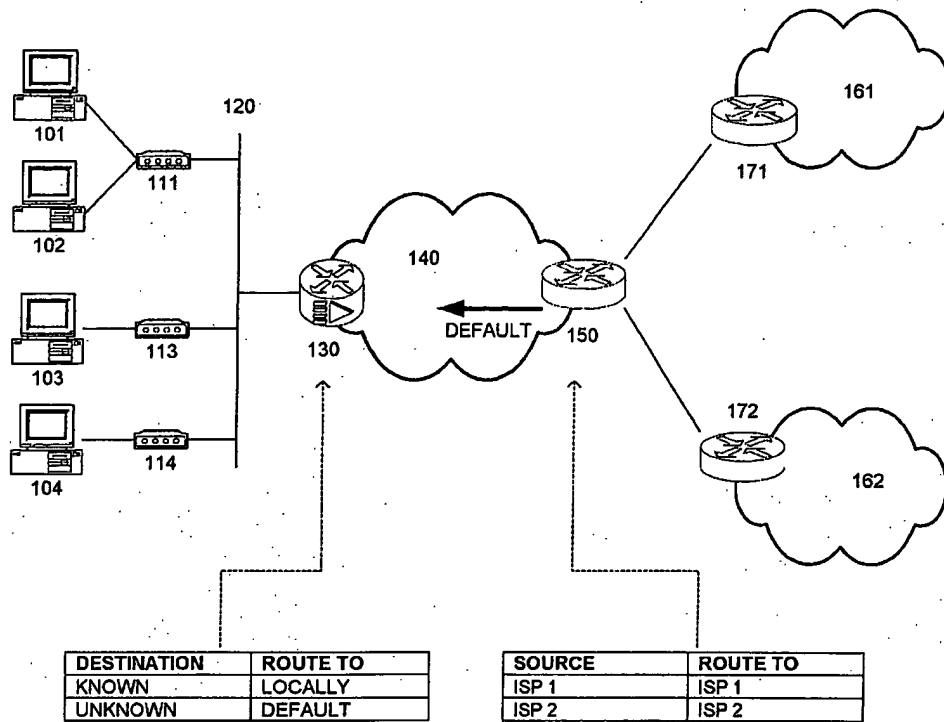 101
120
111
102
103
113
104
114
130
140
DEFAULT
150
161
171
172
162
DESTINATION ROUTE TO
KNOWN LOCALLY
UNKNOWN DEFAULT
SOURCE ROUTE TO
ISP 1 ISP 1
ISP 2 ISP 2